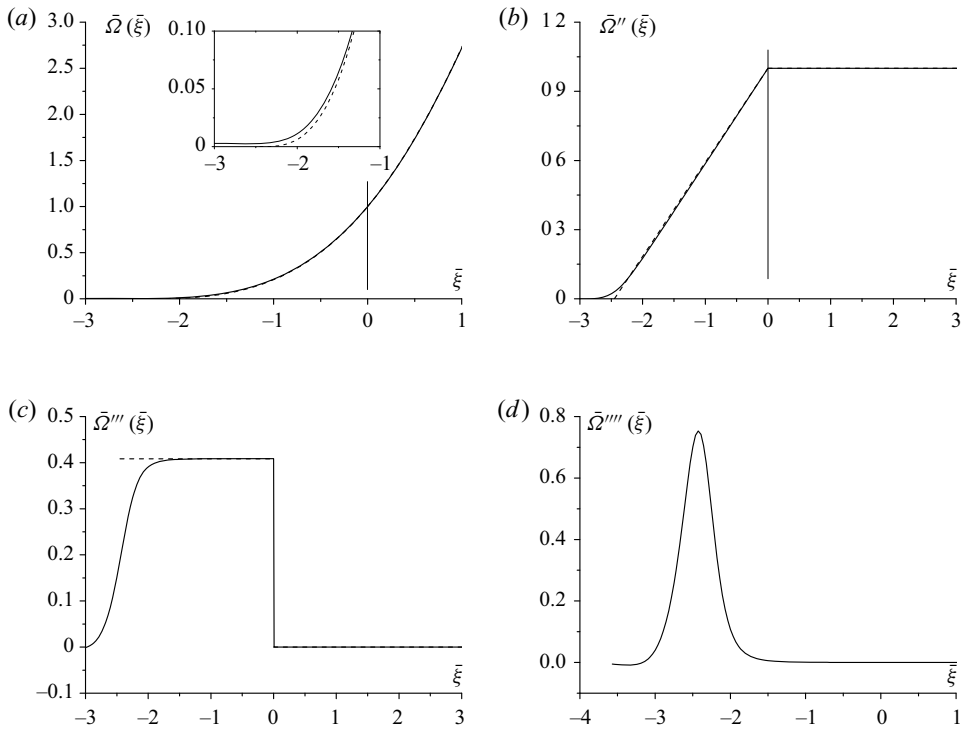 (a) Ω̄ (ξ̄)
3.0
2.5
2.0
1.5
1.0
0.5
0
–3 –2 –1 0 1
ξ̄
0.10
0.05
0
–3 –2 –1
(b) Ω̄″ (ξ̄)
1.2
0 9
0 6
0 3
0
–3 –2 –1 0 1 2 3
ξ̄
(c) Ω̄‴ (ξ̄)
0.5
0.4
0.3
0.2
0.1
0
–0.1
–3 –2 –1 0 1 2 3
ξ̄
(d) Ω̄⁗ (ξ̄)
0.8
0.6
0.4
0.2
0.0
–4 –3 –2 –1 0 1
ξ̄